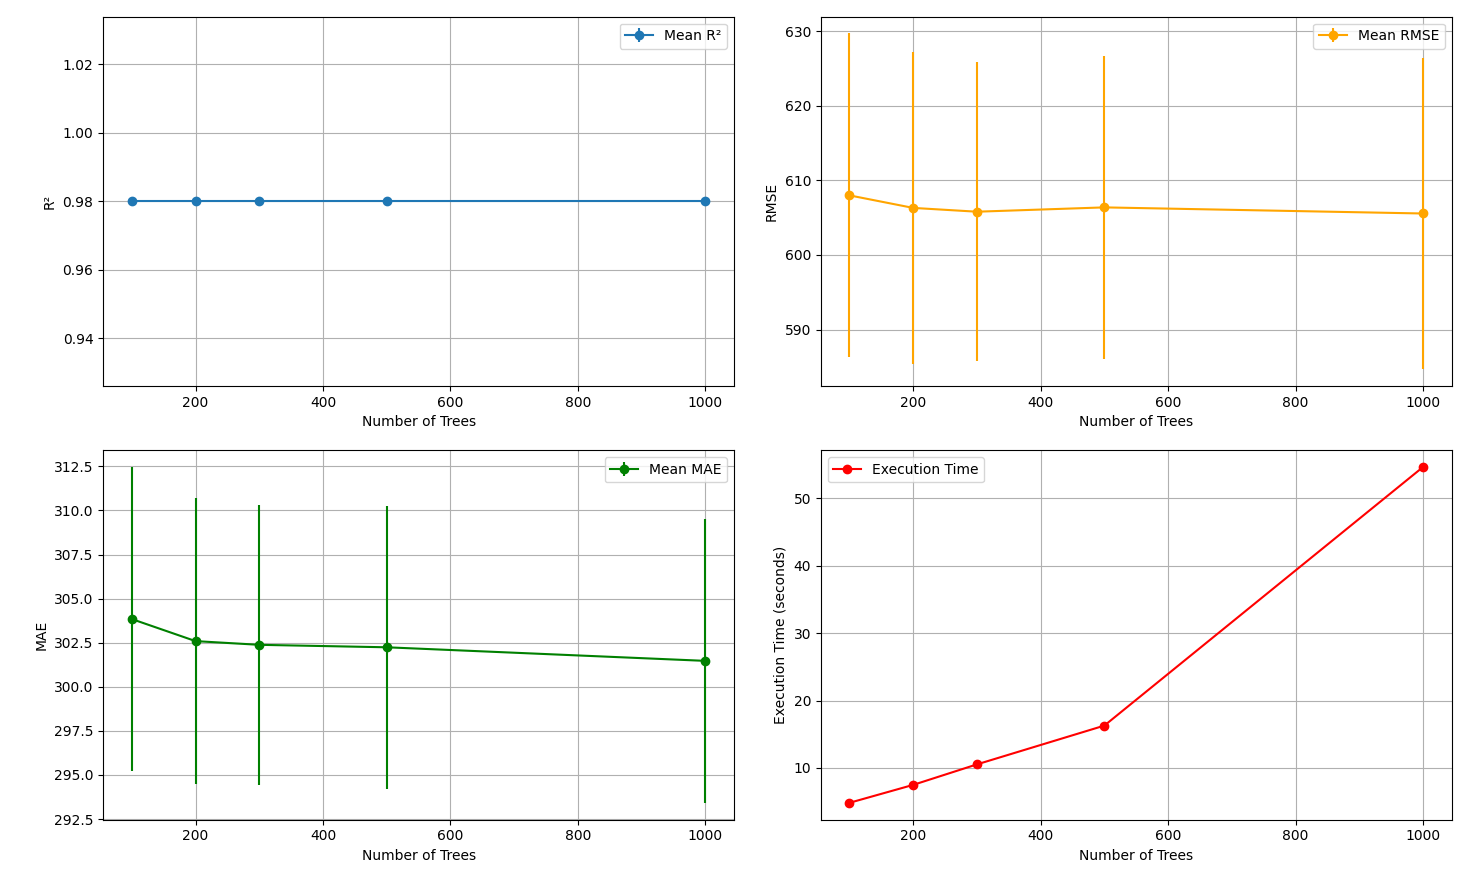 Mean R²
1.02
1.00
0.98
0.96
0.94
R²
200 400 600 800 1000
Number of Trees
Mean RMSE
630
620
610
600
590
RMSE
200 400 600 800 1000
Number of Trees
Mean MAE
312.5
310.0
307.5
305.0
302.5
300.0
297.5
295.0
292.5
MAE
200 400 600 800 1000
Number of Trees
Execution Time
50
40
30
20
10
Execution Time (seconds)
200 400 600 800 1000
Number of Trees